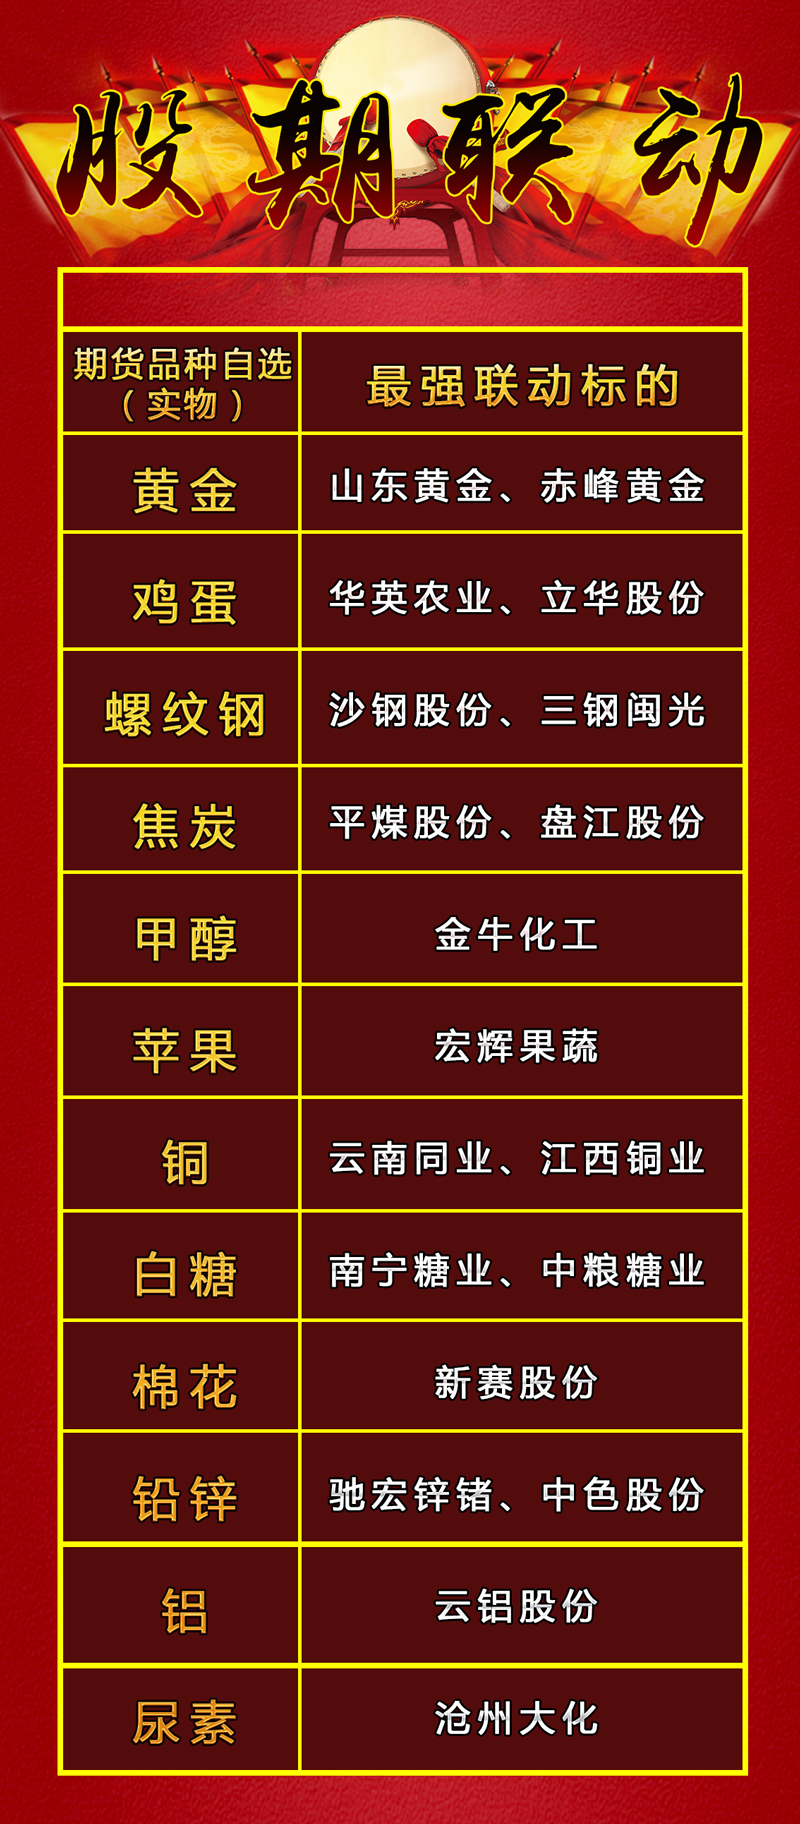 股期联动
期货品种自选
（实物）
最强联动标的
黄金
山东黄金、赤峰黄金
鸡蛋
华英农业、立华股份
螺纹钢
沙钢股份、三钢闽光
焦炭
平煤股份、盘江股份
甲醇
金牛化工
苹果
宏辉果蔬
铜
云南同业、江西铜业
白糖
南宁糖业、中粮糖业
棉花
新赛股份
铅锌
驰宏锌锗、中色股份
铝
云铝股份
尿素
沧州大化